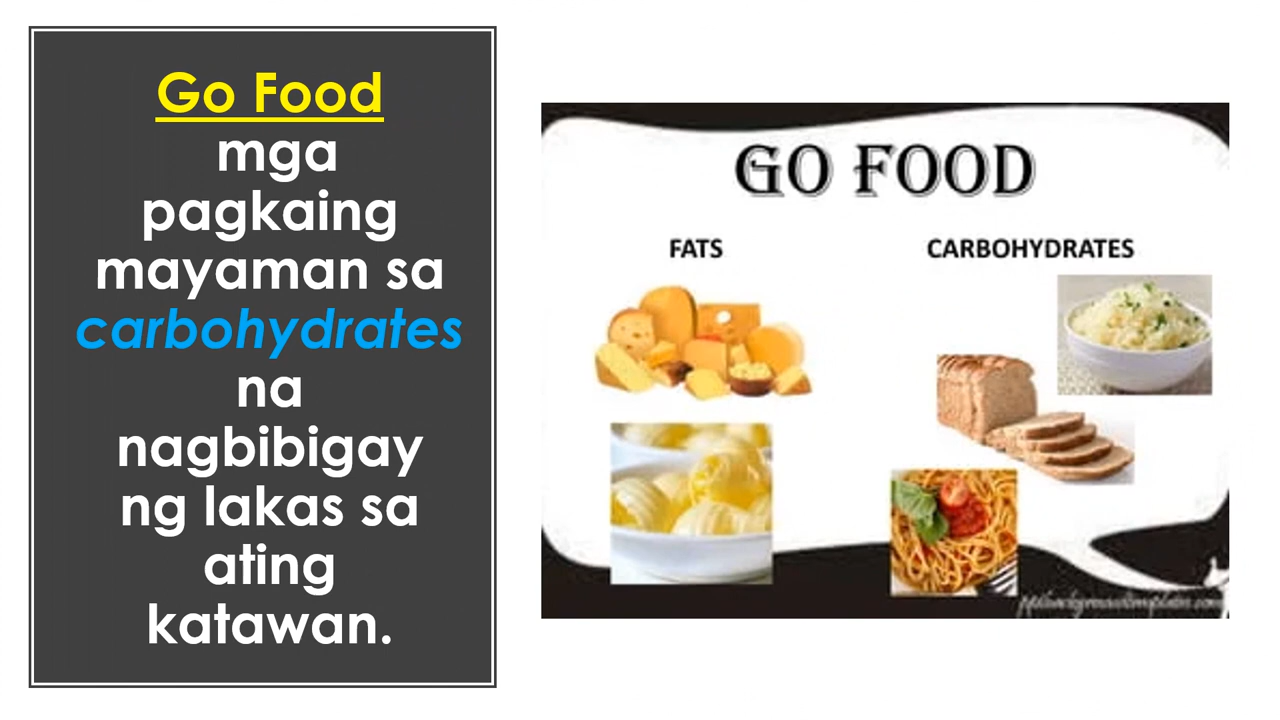 Go Food
mga
pagkaing
mayaman sa
carbohydrates
na
nagbibigay
ng lakas sa
ating
katawan.
GO FOOD
FATS
CARBOHYDRATES